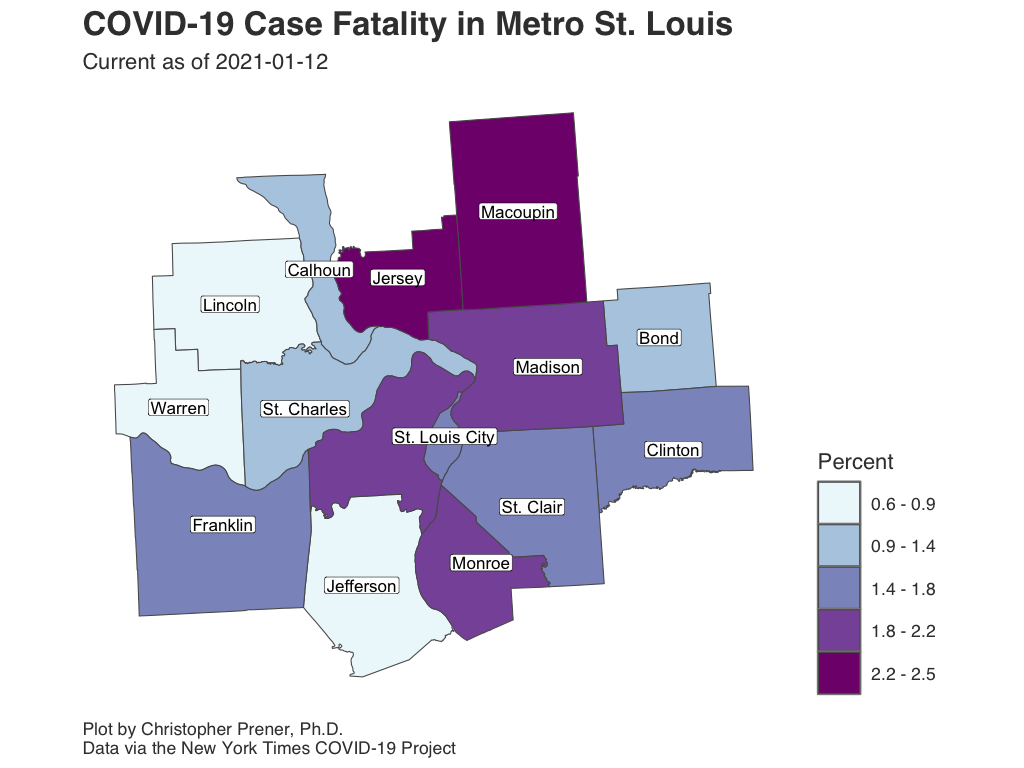 COVID-19 Case Fatality in Metro St. Louis
Current as of 2021-01-12
Macoupin
Calhoun
Jersey
Lincoln
Bond
Madison
Warren
St. Charles
St. Louis City
Clinton
St. Clair
Franklin
Monroe
Jefferson
Percent
0.6 - 0.9
0.9 - 1.4
1.4 - 1.8
1.8 - 2.2
2.2 - 2.5
Plot by Christopher Prener, Ph.D.
Data via the New York Times COVID-19 Project